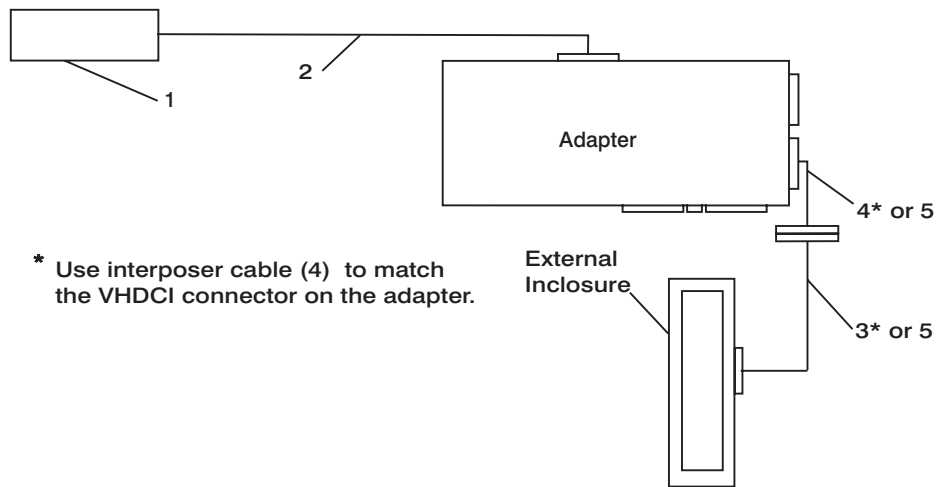 2
1
Adapter
4* or 5
* Use interposer cable (4) to match
the VHDCI connector on the adapter.
External
Inclosure
3* or 5